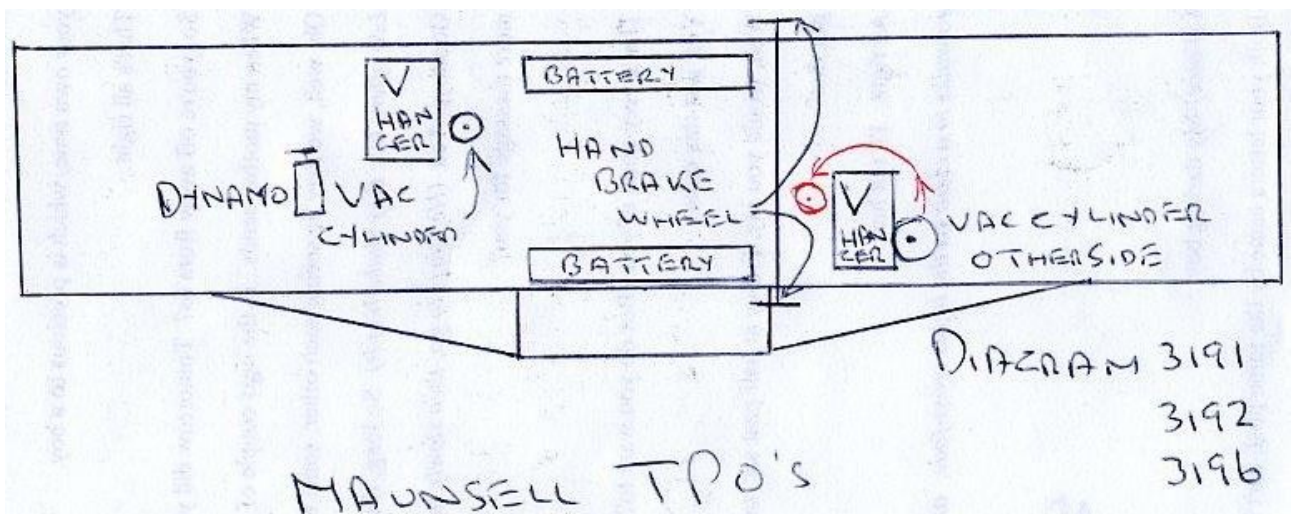 V
HAN
CER
BATTERY
DYNAMO
VAC
CYLINDER
HAND
BRAKE
WHEEL
BATTERY
V
HAN
CER
VAC CYLINDER
OTHERSIDE
DIAGRAM 3191
3192
3196
MAUNSELL TPO'S